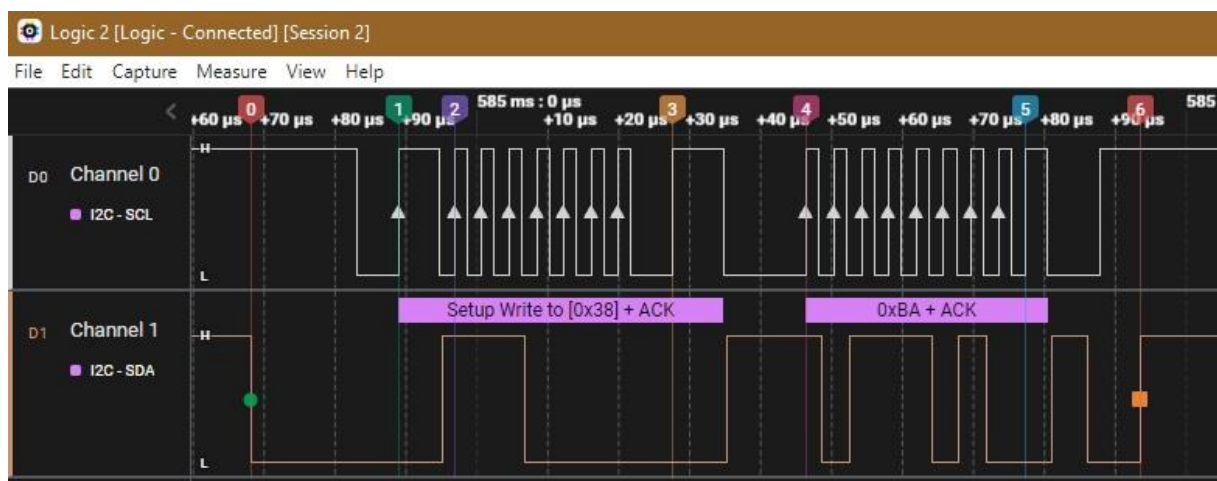 Logic 2 [Logic - Connected] [Session 2]
File Edit Capture Measure View Help
0 1 2 3 4 5 6
585 ms : 0 µs 585
+60 µs +70 µs +80 µs +90 µs +10 µs +20 µs +30 µs +40 µs +50 µs +60 µs +70 µs +80 µs +90 µs
H
D0 Channel 0
I2C - SCL
L
Setup Write to [0x38] + ACK 0xBA + ACK
D1 Channel 1
H
I2C - SDA
L